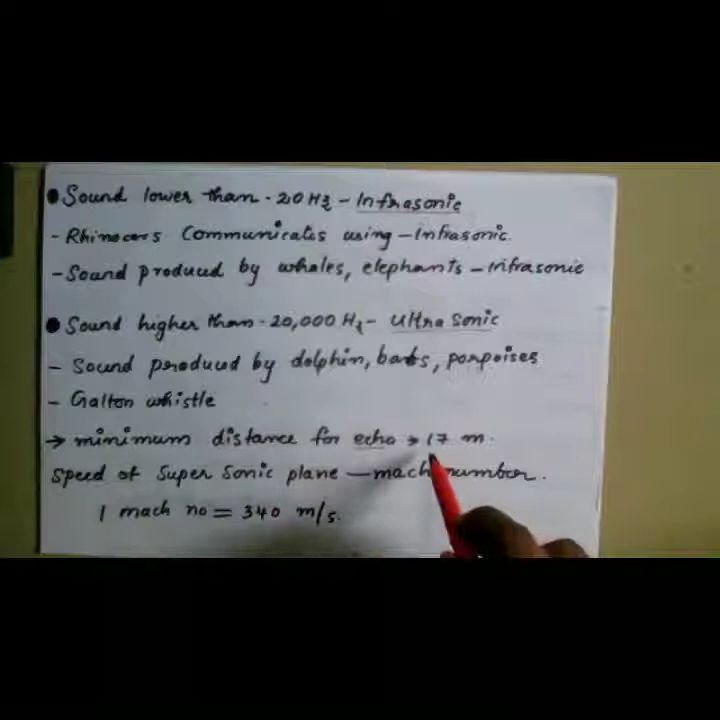 ● Sound lower than 20 Hz - Infrasonic
- Rhinocers Communicates using - Infrasonic.
- Sound produced by whales, elephants - Infrasonic
● Sound higher than 20,000 Hz - Ultra Sonic
- Sound produced by dolphin, bats, porpoises
- Galton whistle
→ minimum distance for echo → 17 m.
Speed of Super Sonic plane - mach number.
1 mach no = 340 m/s.